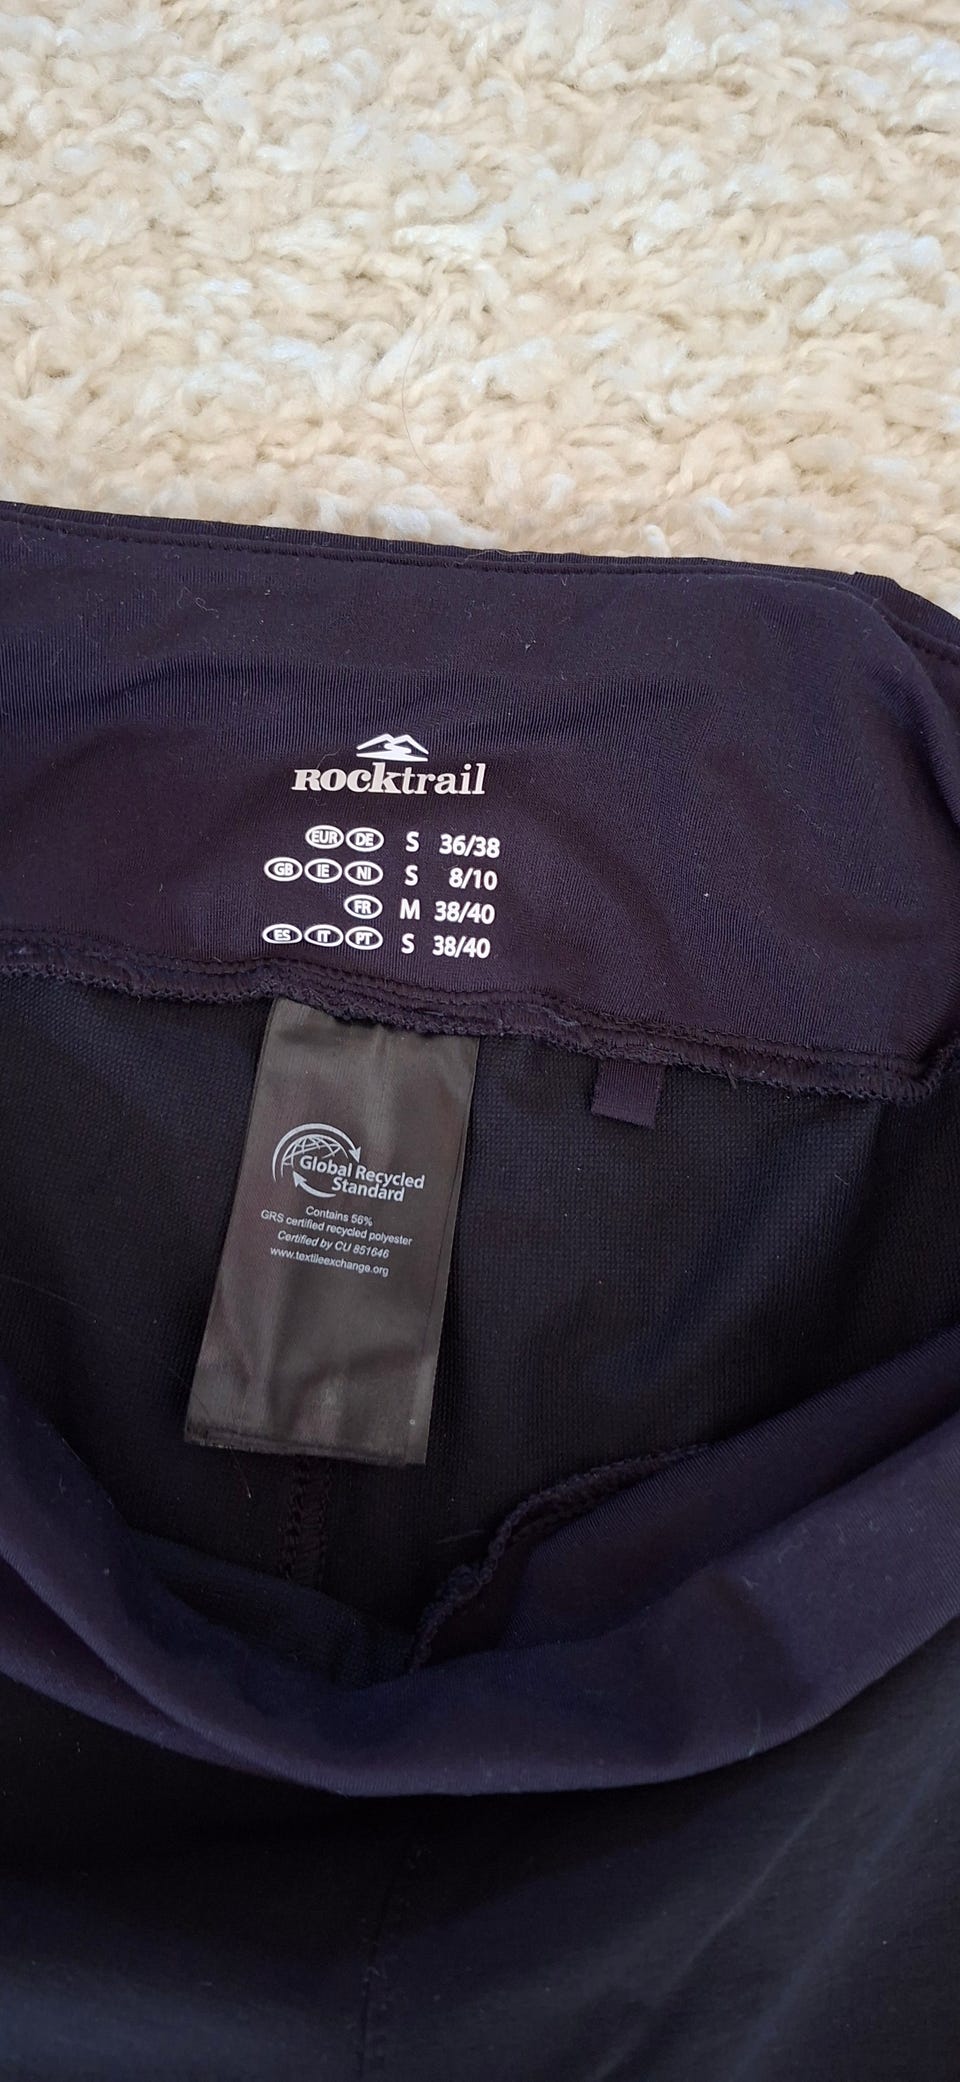 Rocktrail
EUR DE S 36/38
GB IE NI S 8/10
FR M 38/40
ES IT PT S 38/40
Global Recycled
Standard
Contains 56%
GRS certified recycled polyester
Certified by CU 851646
www.textileexchange.org